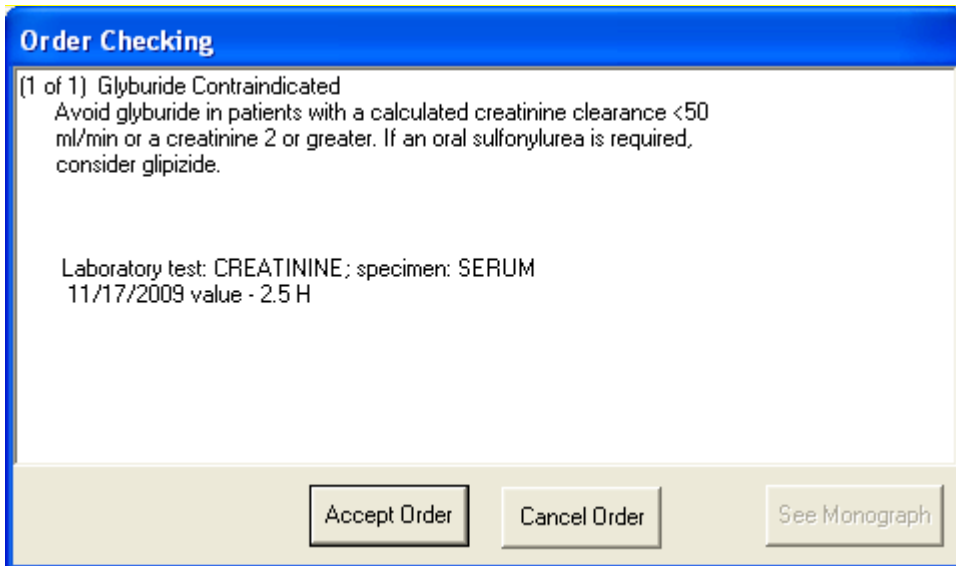 Order Checking
(1 of 1) Glyburide Contraindicated
Avoid glyburide in patients with a calculated creatinine clearance <50
ml/min or a creatinine 2 or greater. If an oral sulfonylurea is required,
consider glipizide.
Laboratory test: CREATININE; specimen: SERUM
11/17/2009 value - 2.5 H
Accept Order Cancel Order See Monograph